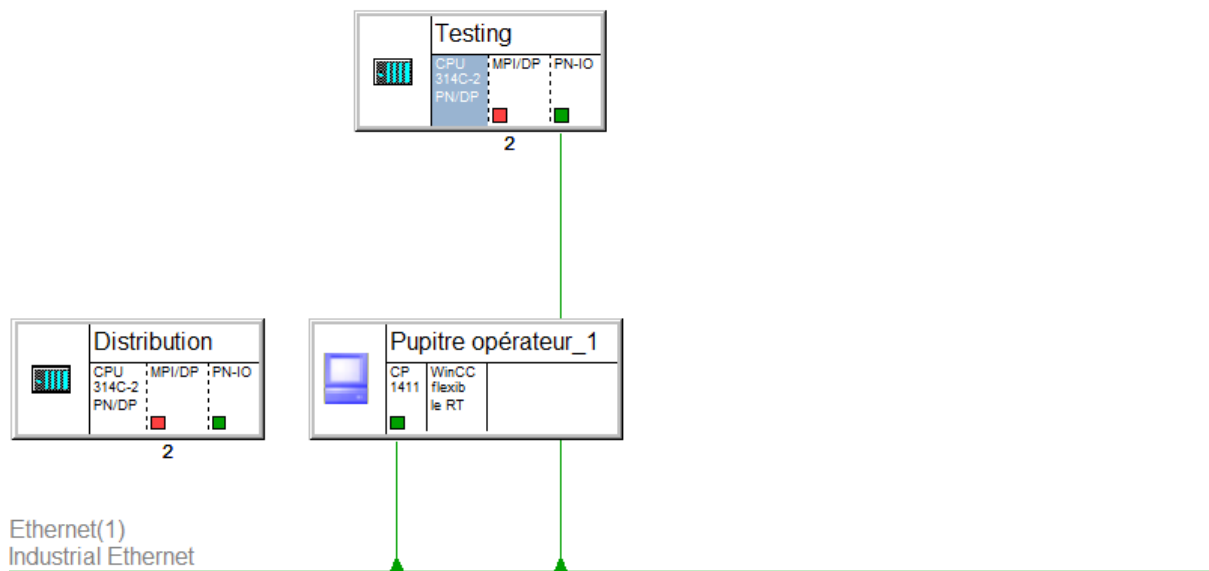 Testing
CPU MPI/DP PN-IO
314C-2
PN/DP
2
Distribution
CPU MPI/DP PN-IO
314C-2
PN/DP
2
Pupitre opérateur_1
CP WinCC
1411 flexib
le RT
Ethernet(1)
Industrial Ethernet